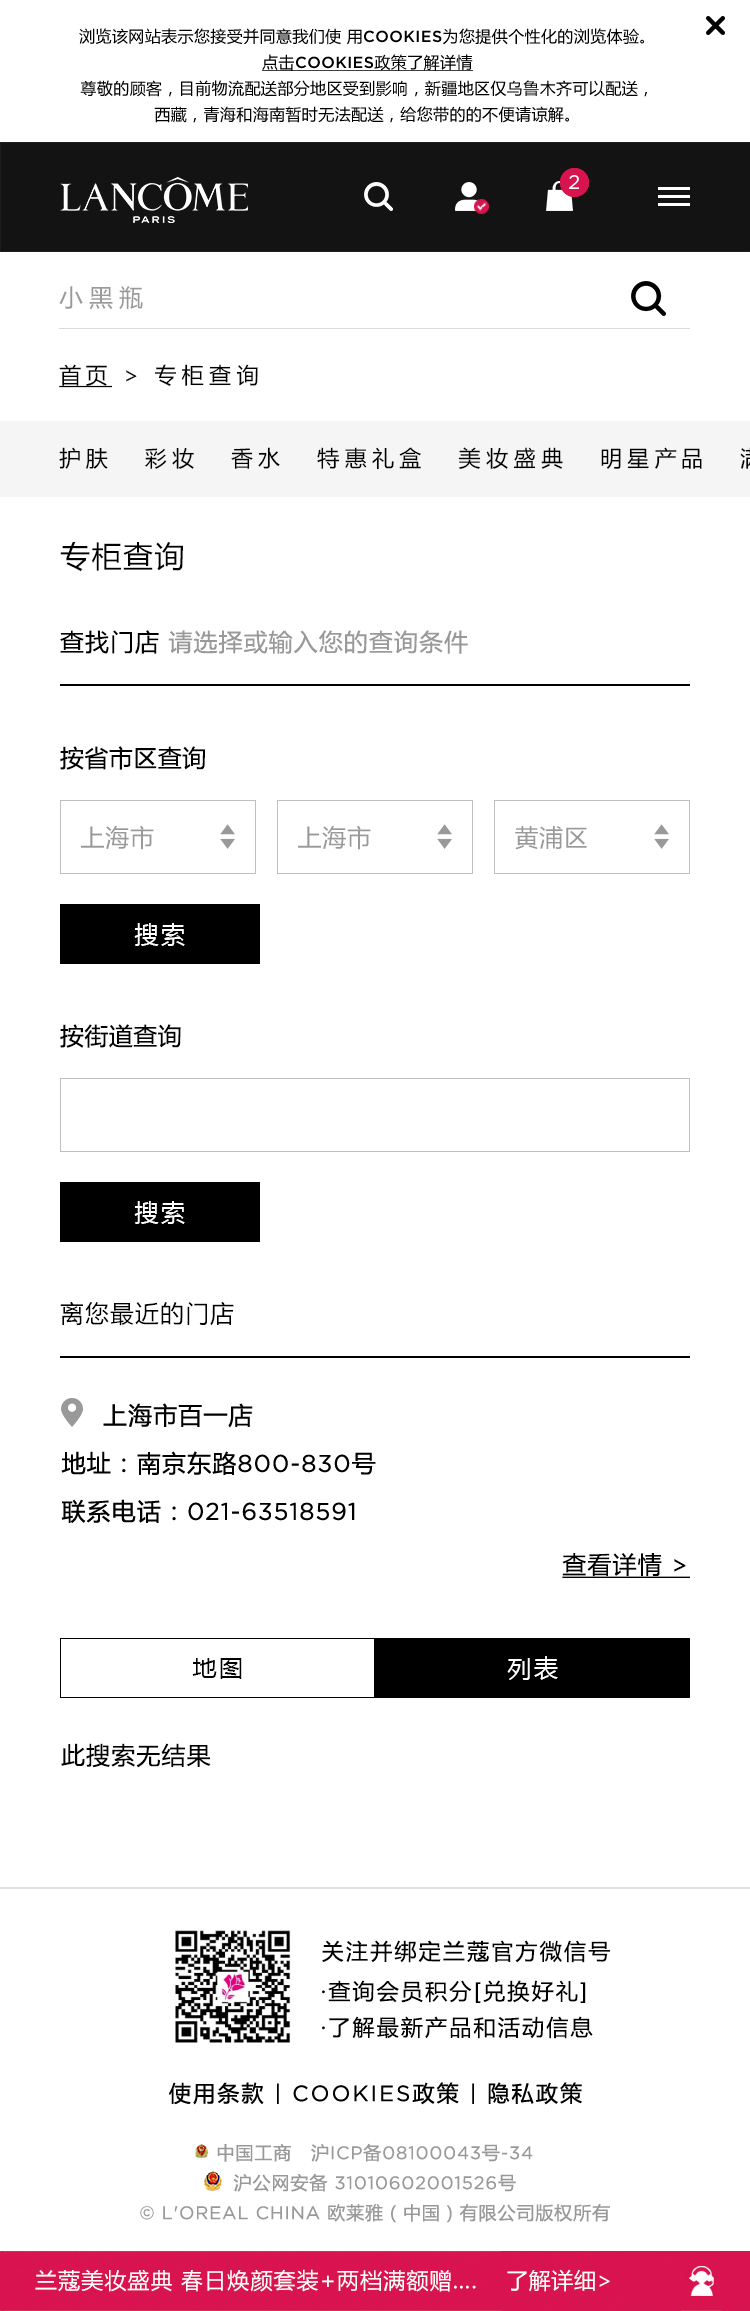 浏览该网站表示您接受并同意我们使 用COOKIES为您提供个性化的浏览体验。
点击COOKIES政策了解详情
尊敬的顾客，目前物流配送部分地区受到影响，新疆地区仅乌鲁木齐可以配送，
西藏，青海和海南暂时无法配送，给您带的的不便请谅解。
LANCÔME
PARIS
2
小黑瓶
首页 > 专柜查询
护肤 彩妆 香水 特惠礼盒 美妆盛典 明星产品
专柜查询
查找门店 请选择或输入您的查询条件
按省市区查询
上海市 上海市 黄浦区
搜索
按街道查询
搜索
离您最近的门店
上海市百一店
地址：南京东路800-830号
联系电话：021-63518591
查看详情 >
地图 列表
此搜索无结果
关注并绑定兰蔻官方微信号
·查询会员积分[兑换好礼]
·了解最新产品和活动信息
使用条款 | COOKIES政策 | 隐私政策
中国工商 沪ICP备08100043号-34
沪公网安备 31010602001526号
© L'OREAL CHINA 欧莱雅（中国）有限公司版权所有
兰蔻美妆盛典 春日焕颜套装+两档满额赠.... 了解详细>